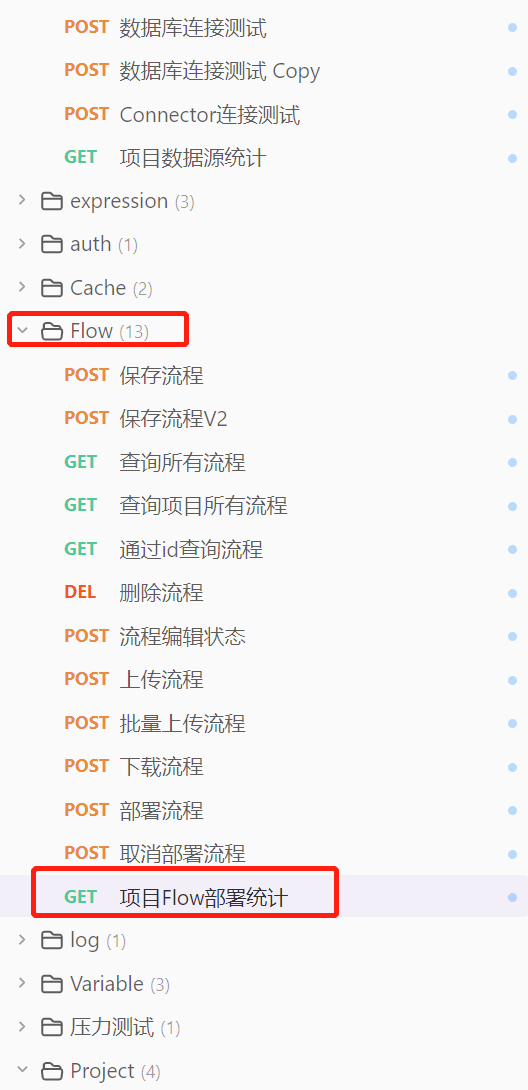 POST 数据库连接测试
POST 数据库连接测试 Copy
POST Connector连接测试
GET 项目数据源统计
expression (3)
auth (1)
Cache (2)
Flow (13)
POST 保存流程
POST 保存流程V2
GET 查询所有流程
GET 查询项目所有流程
GET 通过id查询流程
DEL 删除流程
POST 流程编辑状态
POST 上传流程
POST 批量上传流程
POST 下载流程
POST 部署流程
POST 取消部署流程
GET 项目Flow部署统计
log (1)
Variable (3)
压力测试 (1)
Project (4)